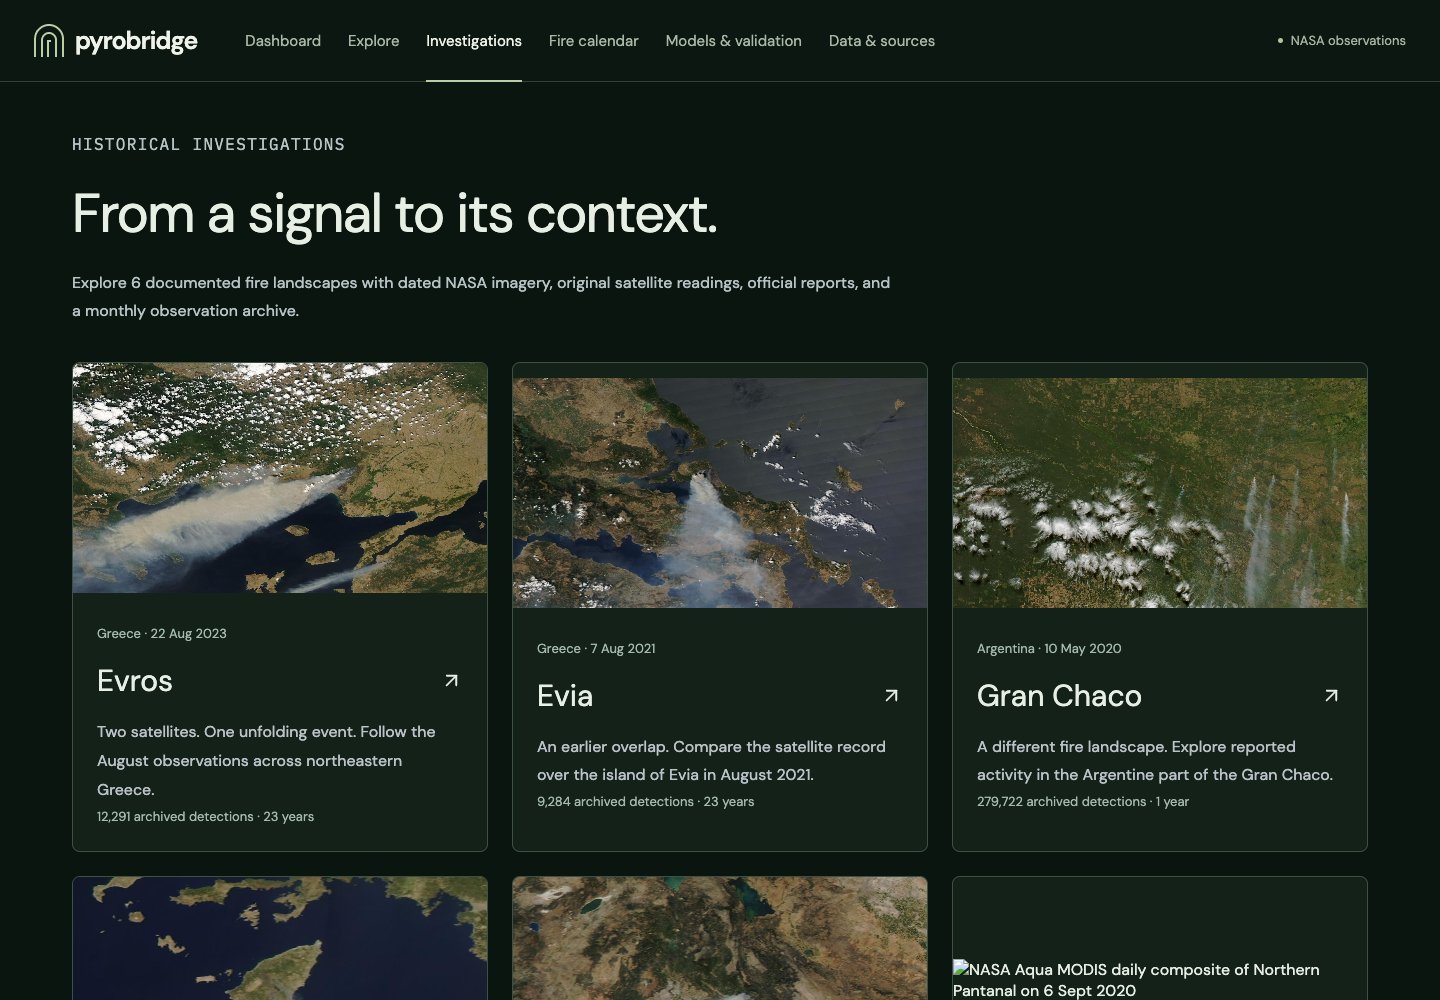 pyrobridge
Dashboard
Explore
Investigations
Fire calendar
Models & validation
Data & sources
NASA observations
HISTORICAL INVESTIGATIONS
From a signal to its context.
Explore 6 documented fire landscapes with dated NASA imagery, original satellite readings, official reports, and
a monthly observation archive.
Greece · 22 Aug 2023
Evros
Two satellites. One unfolding event. Follow the
August observations across northeastern
Greece.
12,291 archived detections · 23 years
Greece · 7 Aug 2021
Evia
An earlier overlap. Compare the satellite record
over the island of Evia in August 2021.
9,284 archived detections · 23 years
Argentina · 10 May 2020
Gran Chaco
A different fire landscape. Explore reported
activity in the Argentine part of the Gran Chaco.
279,722 archived detections · 1 year
NASA Aqua MODIS daily composite of Northern
Pantanal on 6 Sept 2020